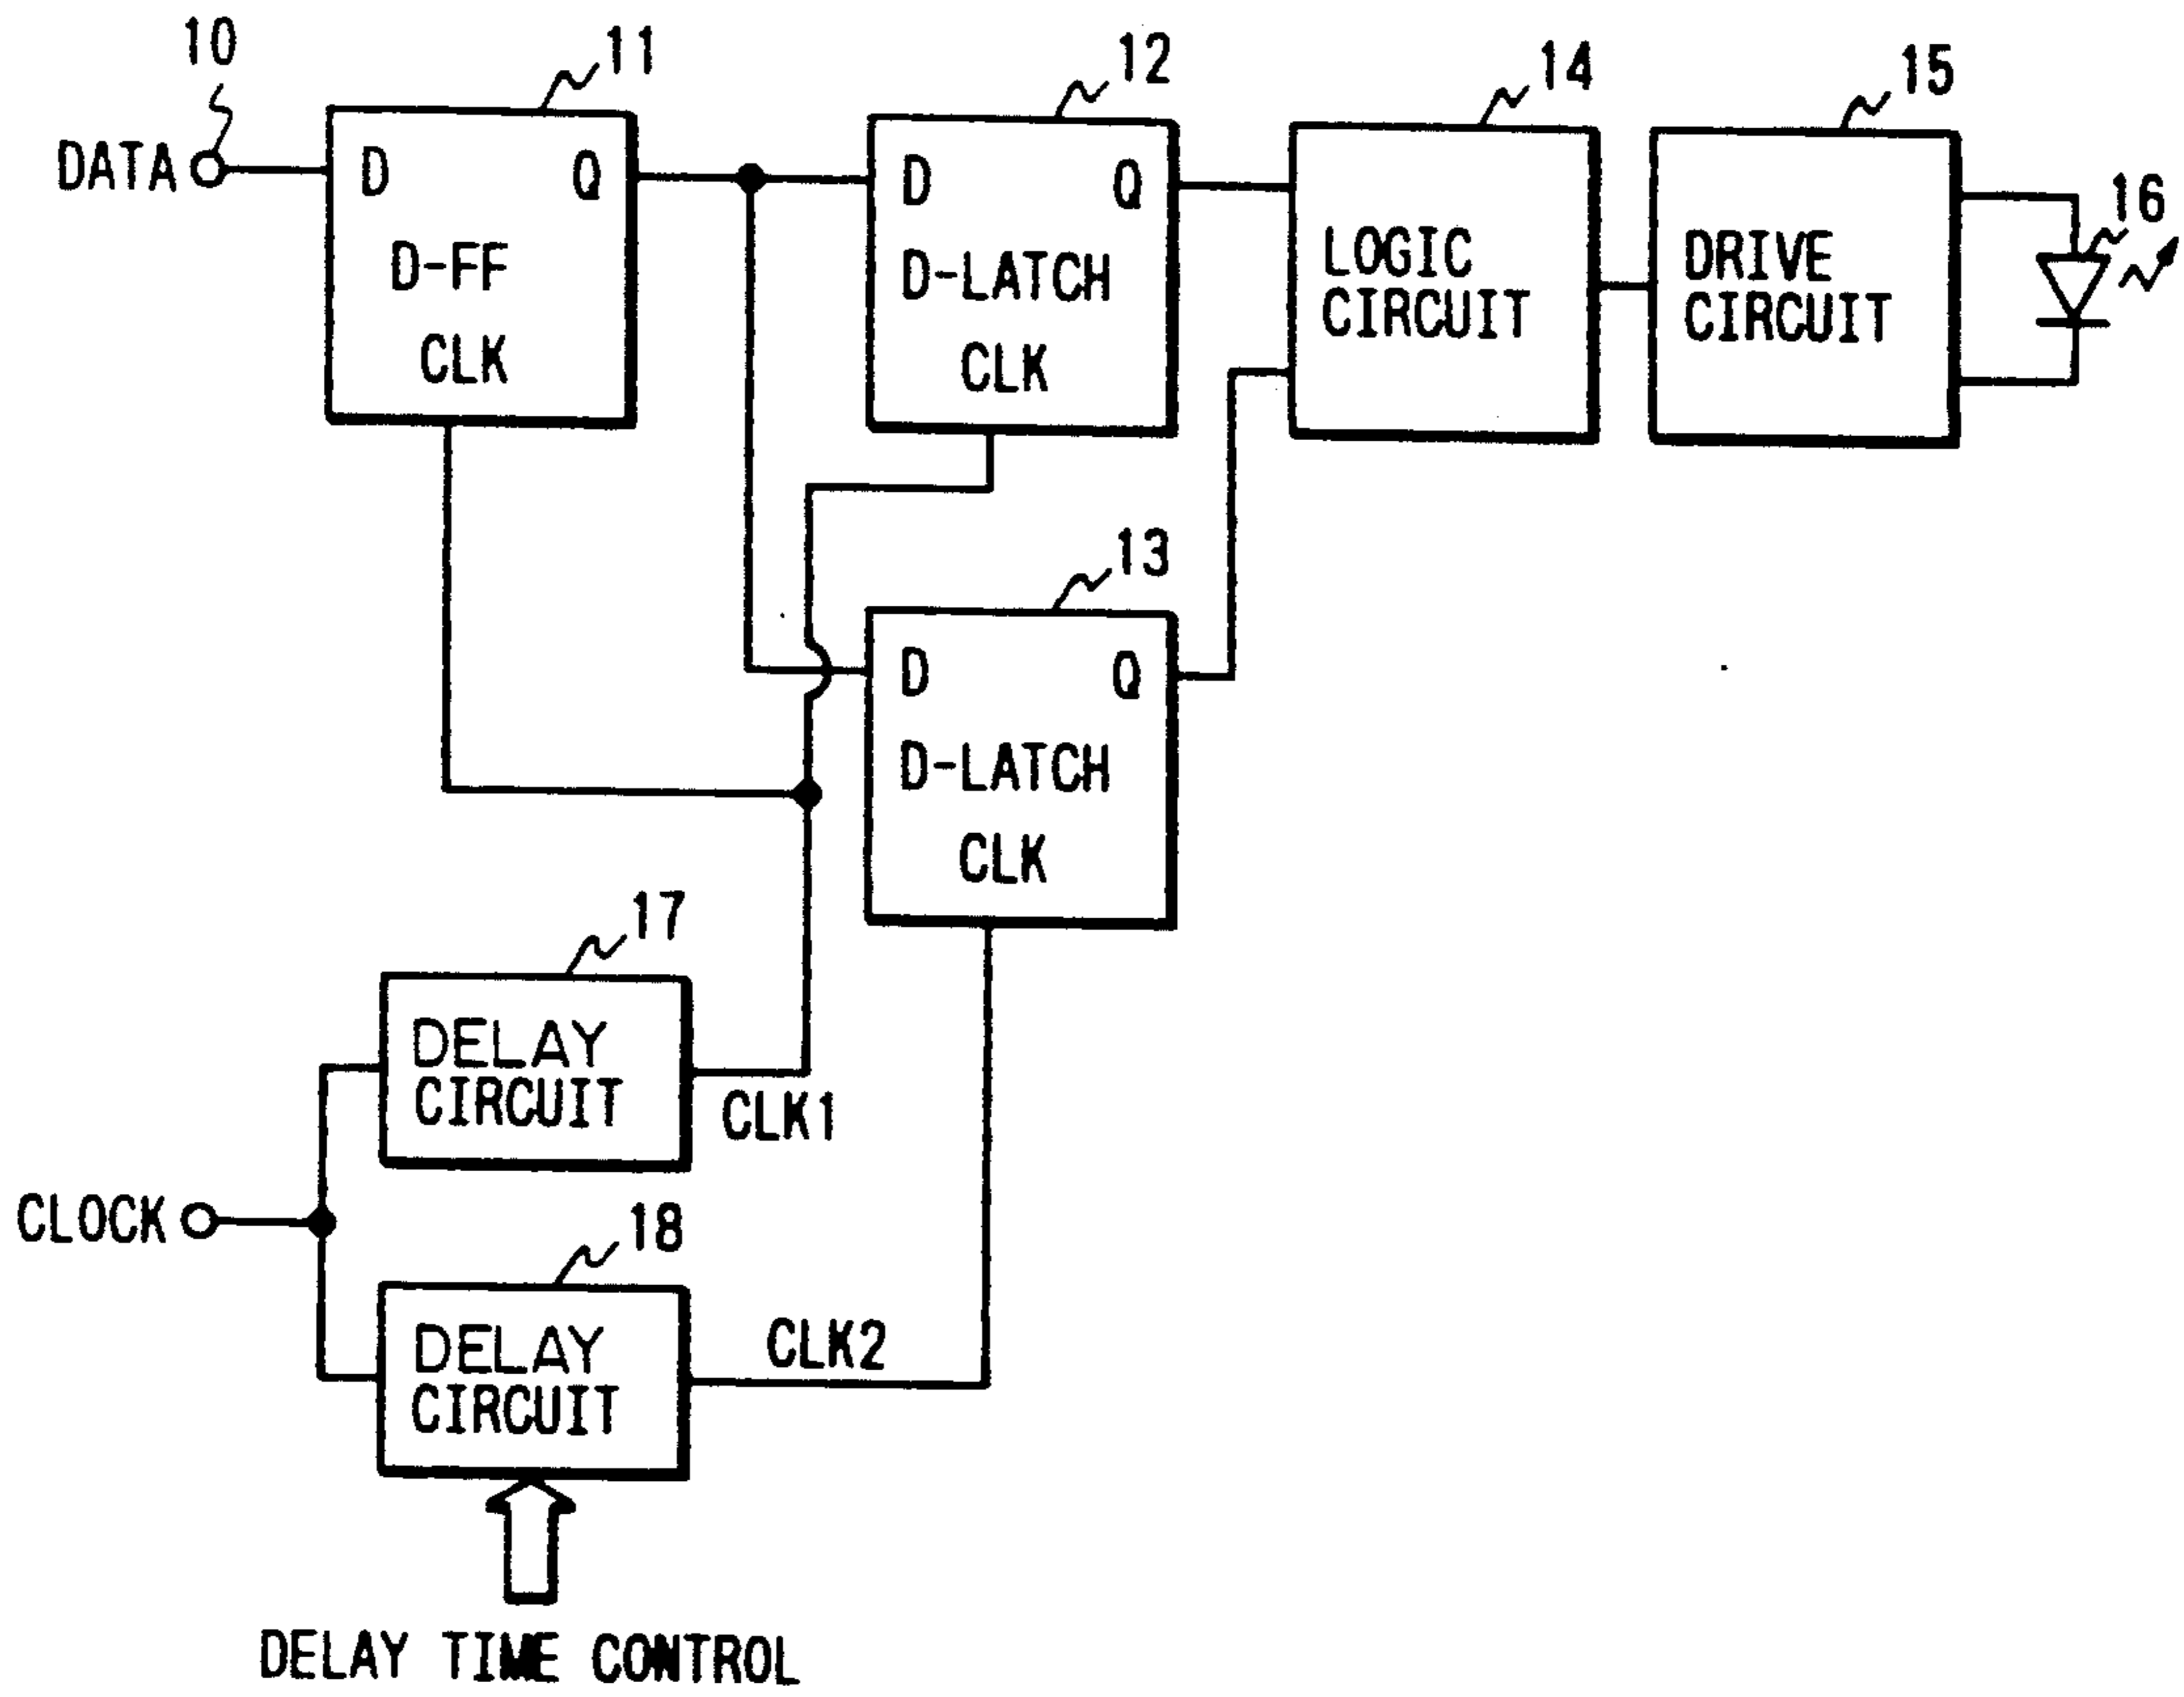 10
11
12
14
15
DATA
D Q
D-FF
CLK
D Q
D-LATCH
CLK
LOGIC
CIRCUIT
DRIVE
CIRCUIT
16
13
D Q
D-LATCH
CLK
17
DELAY
CIRCUIT
CLK1
CLOCK
18
DELAY
CIRCUIT
CLK2
DELAY TIME CONTROL